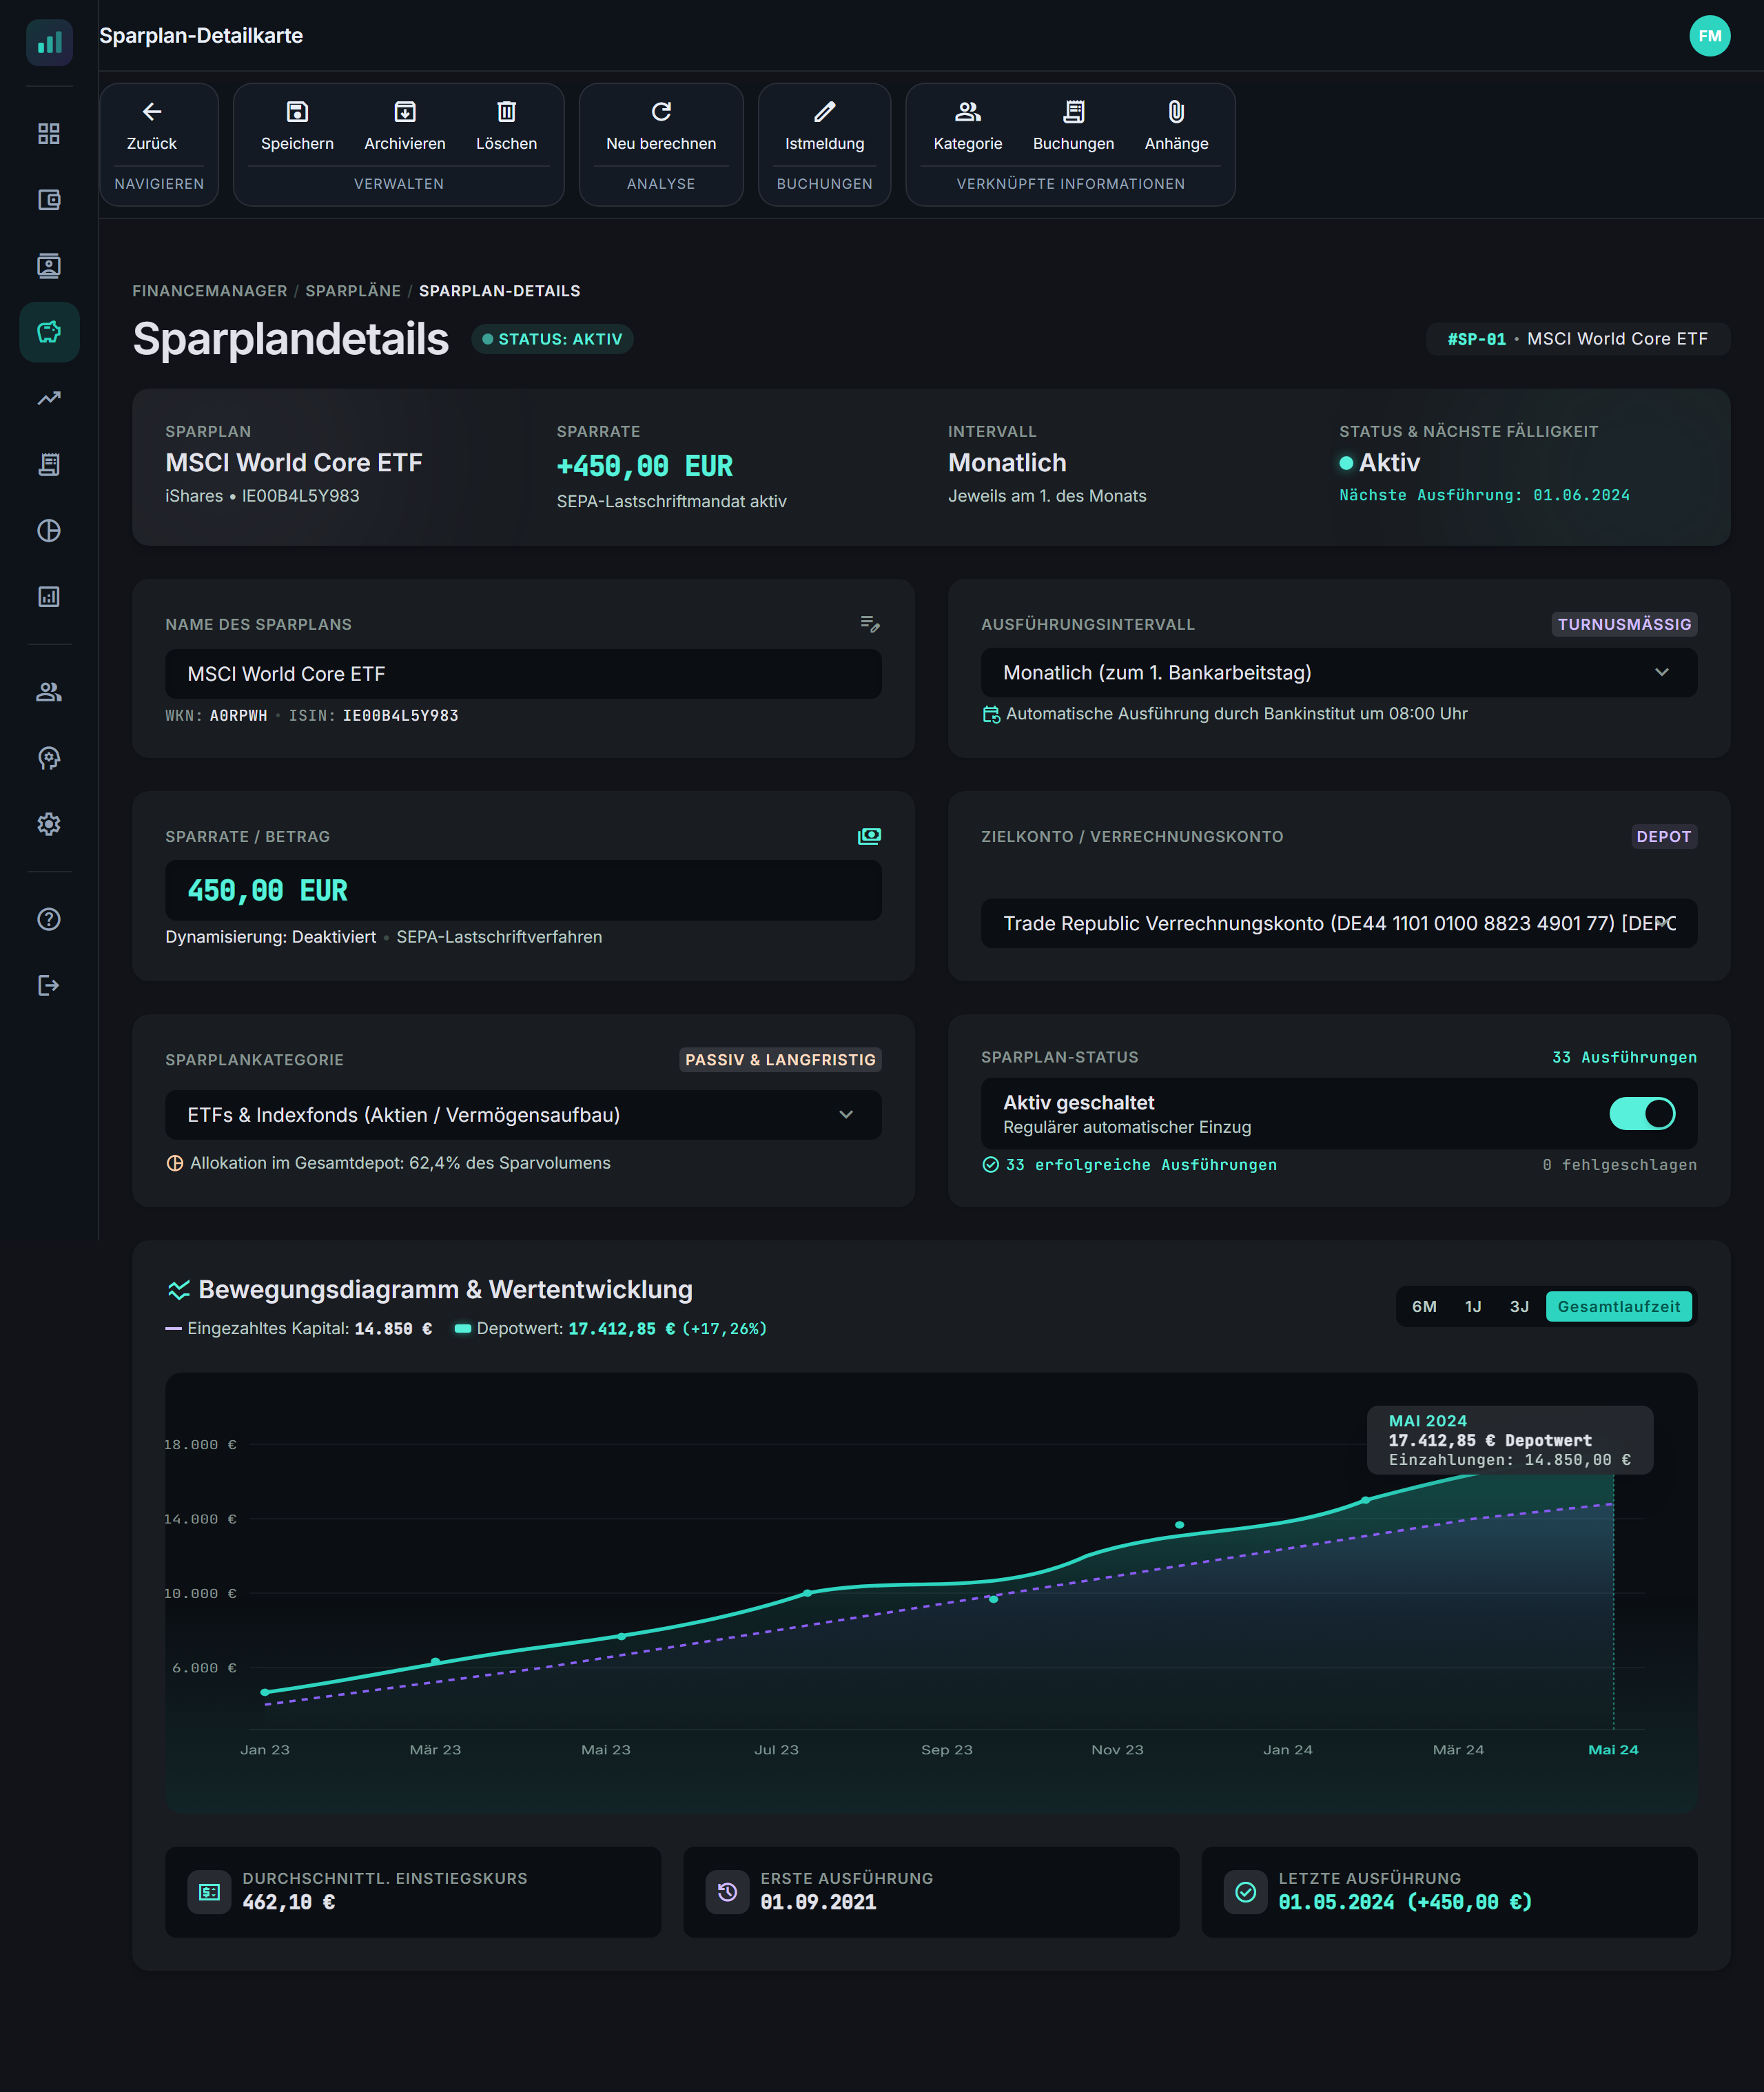 Sparplan-Detailkarte
FM
Zurück
NAVIGIEREN
Speichern Archivieren Löschen
VERWALTEN
Neu berechnen
ANALYSE
Istmeldung
BUCHUNGEN
Kategorie Buchungen Anhänge
VERKNÜPFTE INFORMATIONEN
FINANCEMANAGER / SPARPLÄNE / SPARPLAN-DETAILS
Sparplandetails
STATUS: AKTIV
#SP-01 • MSCI World Core ETF
SPARPLAN
MSCI World Core ETF
iShares • IE00B4L5Y983
SPARRATE
+450,00 EUR
SEPA-Lastschriftmandat aktiv
INTERVALL
Monatlich
Jeweils am 1. des Monats
STATUS & NÄCHSTE FÄLLIGKEIT
Aktiv
Nächste Ausführung: 01.06.2024
NAME DES SPARPLANS
MSCI World Core ETF
WKN: A0RPWH • ISIN: IE00B4L5Y983
AUSFÜHRUNGSINTERVALL
TURNUSMÄSSIG
Monatlich (zum 1. Bankarbeitstag)
Automatische Ausführung durch Bankinstitut um 08:00 Uhr
SPARRATE / BETRAG
450,00 EUR
Dynamisierung: Deaktiviert • SEPA-Lastschriftverfahren
ZIELKONTO / VERRECHNUNGSKONTO
DEPOT
Trade Republic Verrechnungskonto (DE44 1101 0100 8823 4901 77)
SPARPLANKATEGORIE
PASSIV & LANGFRISTIG
ETFs & Indexfonds (Aktien / Vermögensaufbau)
Allokation im Gesamtdepot: 62,4% des Sparvolumens
SPARPLAN-STATUS
33 Ausführungen
Aktiv geschaltet
Regulärer automatischer Einzug
33 erfolgreiche Ausführungen
0 fehlgeschlagen
Bewegungsdiagramm & Wertentwicklung
Eingezahltes Kapital: 14.850 €
Depotwert: 17.412,85 € (+17,26%)
6M 1J 3J Gesamtlaufzeit
MAI 2024
17.412,85 € Depotwert
Einzahlungen: 14.850,00 €
18.000 €
14.000 €
10.000 €
6.000 €
Jan 23 Mär 23 Mai 23 Jul 23 Sep 23 Nov 23 Jan 24 Mär 24 Mai 24
DURCHSCHNITTL. EINSTIEGSKURS
462,10 €
ERSTE AUSFÜHRUNG
01.09.2021
LETZTE AUSFÜHRUNG
01.05.2024 (+450,00 €)